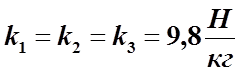 k₁ = k₂ = k₃ = 9,8 Н/кг